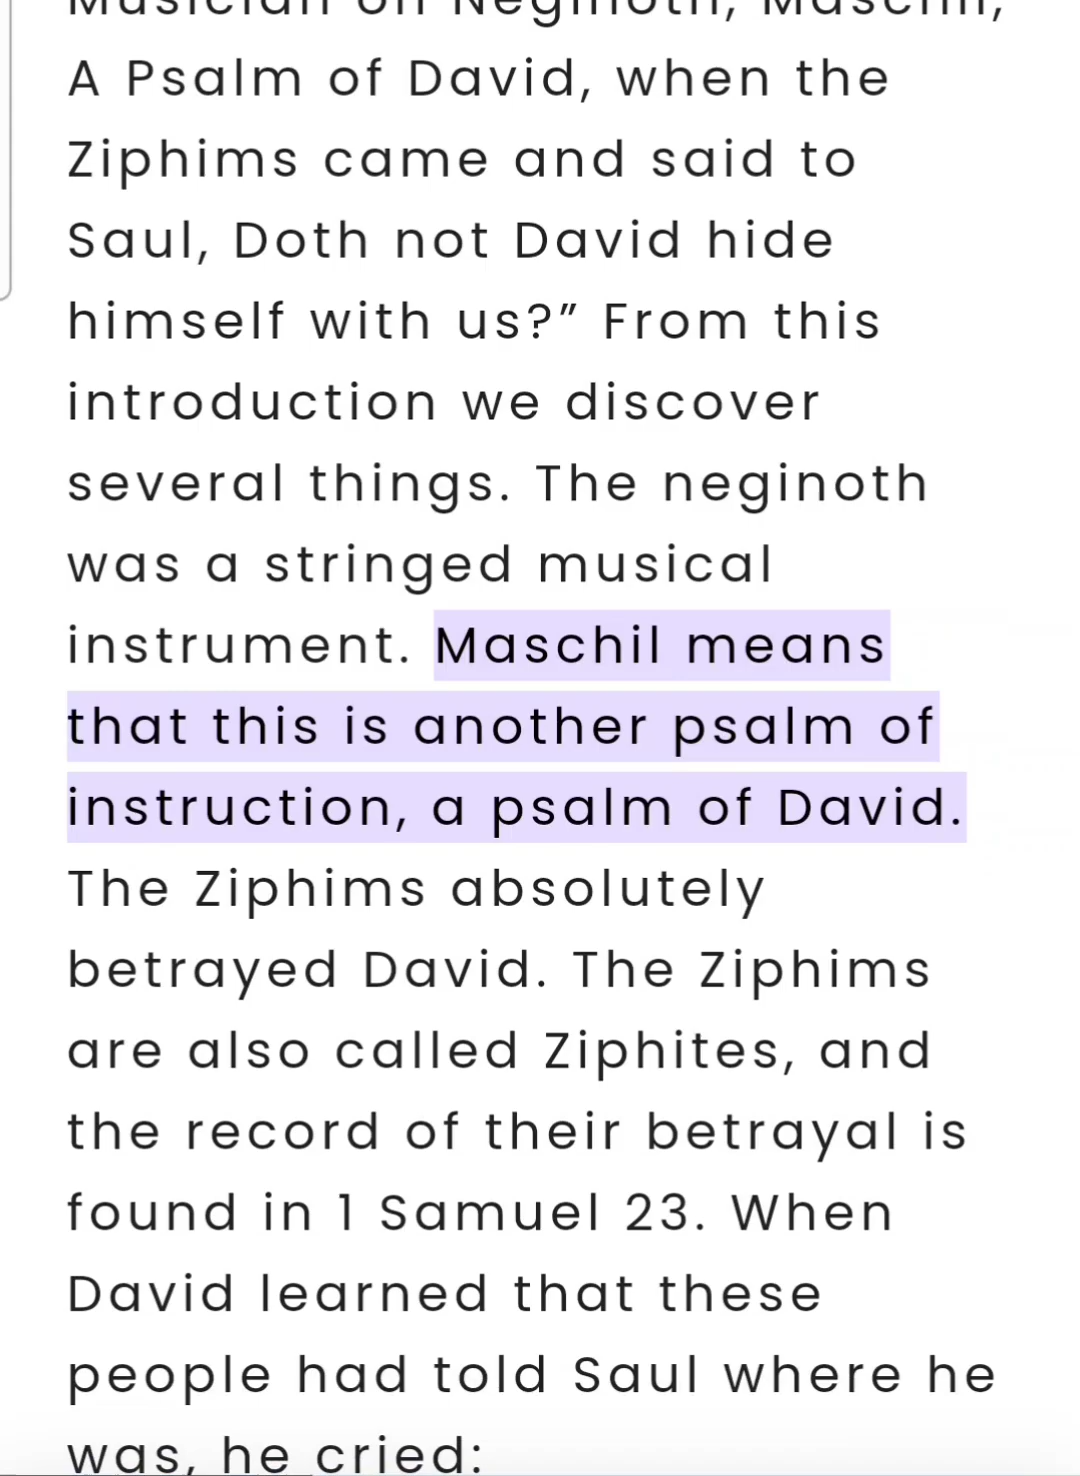 Musician on Neginoth, Maschil,
A Psalm of David, when the
Ziphims came and said to
Saul, Doth not David hide
himself with us?” From this
introduction we discover
several things. The neginoth
was a stringed musical
instrument. Maschil means
that this is another psalm of
instruction, a psalm of David.
The Ziphims absolutely
betrayed David. The Ziphims
are also called Ziphites, and
the record of their betrayal is
found in 1 Samuel 23. When
David learned that these
people had told Saul where he
was, he cried: